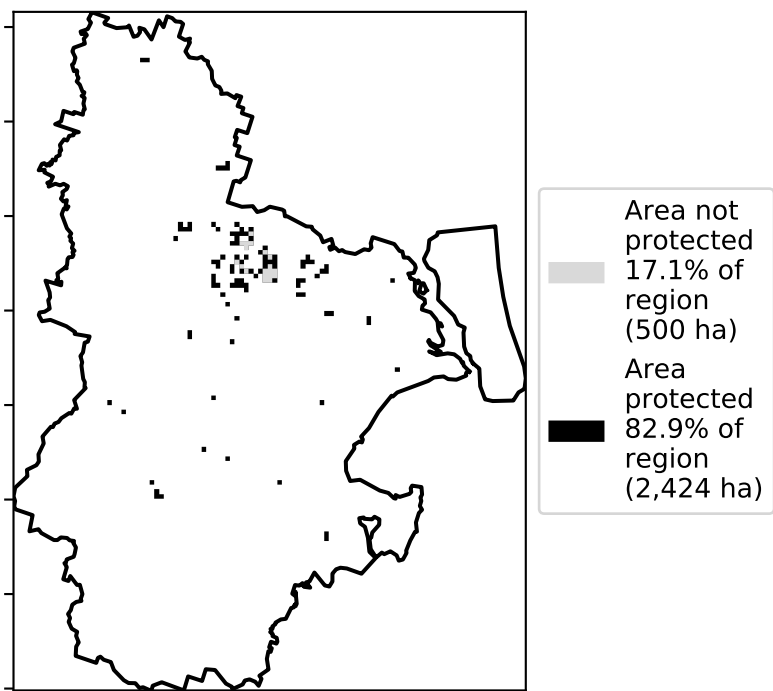 Area not
protected
17.1% of
region
(500 ha)
Area
protected
82.9% of
region
(2,424 ha)